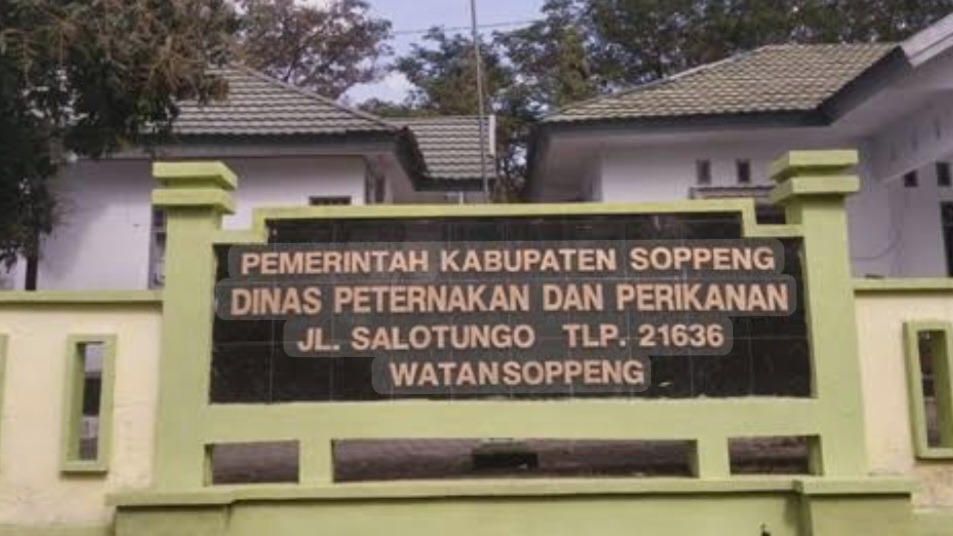 PEMERINTAH KABUPATEN SOPPENG
DINAS PETERNAKAN DAN PERIKANAN
JL. SALOTUNGO TLP. 21636
WATANSOPPENG